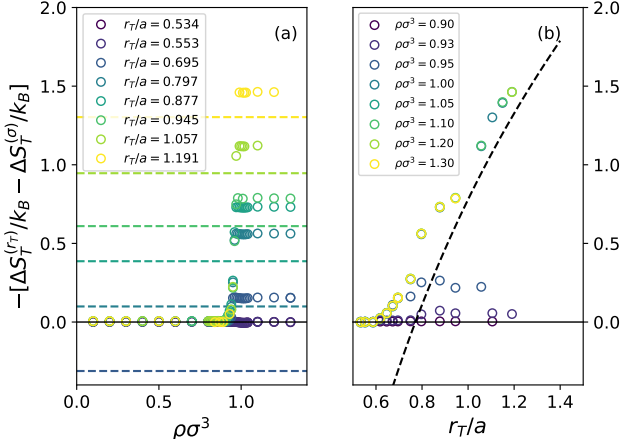 −[ΔS_T^(r_T)/k_B − ΔS_T^(σ)/k_B]
(a)
r_T/a = 0.534
r_T/a = 0.553
r_T/a = 0.695
r_T/a = 0.797
r_T/a = 0.877
r_T/a = 0.945
r_T/a = 1.057
r_T/a = 1.191
2.0
1.5
1.0
0.5
0.0
0.0
0.5
1.0
ρσ³
(b)
ρσ³ = 0.90
ρσ³ = 0.93
ρσ³ = 0.95
ρσ³ = 1.00
ρσ³ = 1.05
ρσ³ = 1.10
ρσ³ = 1.20
ρσ³ = 1.30
2.0
1.5
1.0
0.5
0.0
0.6
0.8
1.0
1.2
1.4
r_T/a